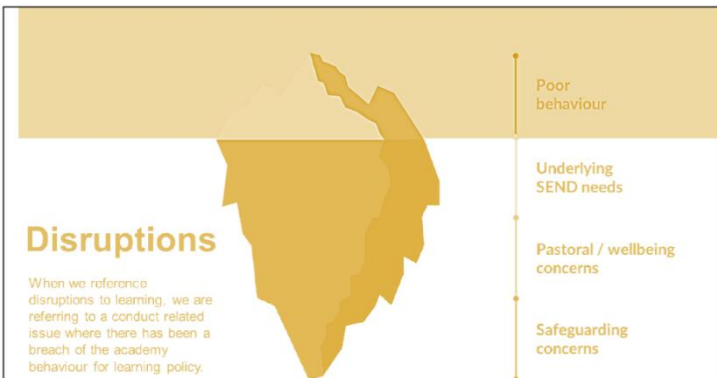 Poor
behaviour
Underlying
SEND needs
Disruptions
Pastoral / wellbeing
concerns
When we reference
disruptions to learning, we are
referring to a conduct related
issue where there has been a
breach of the academy
behaviour for learning policy.
Safeguarding
concerns